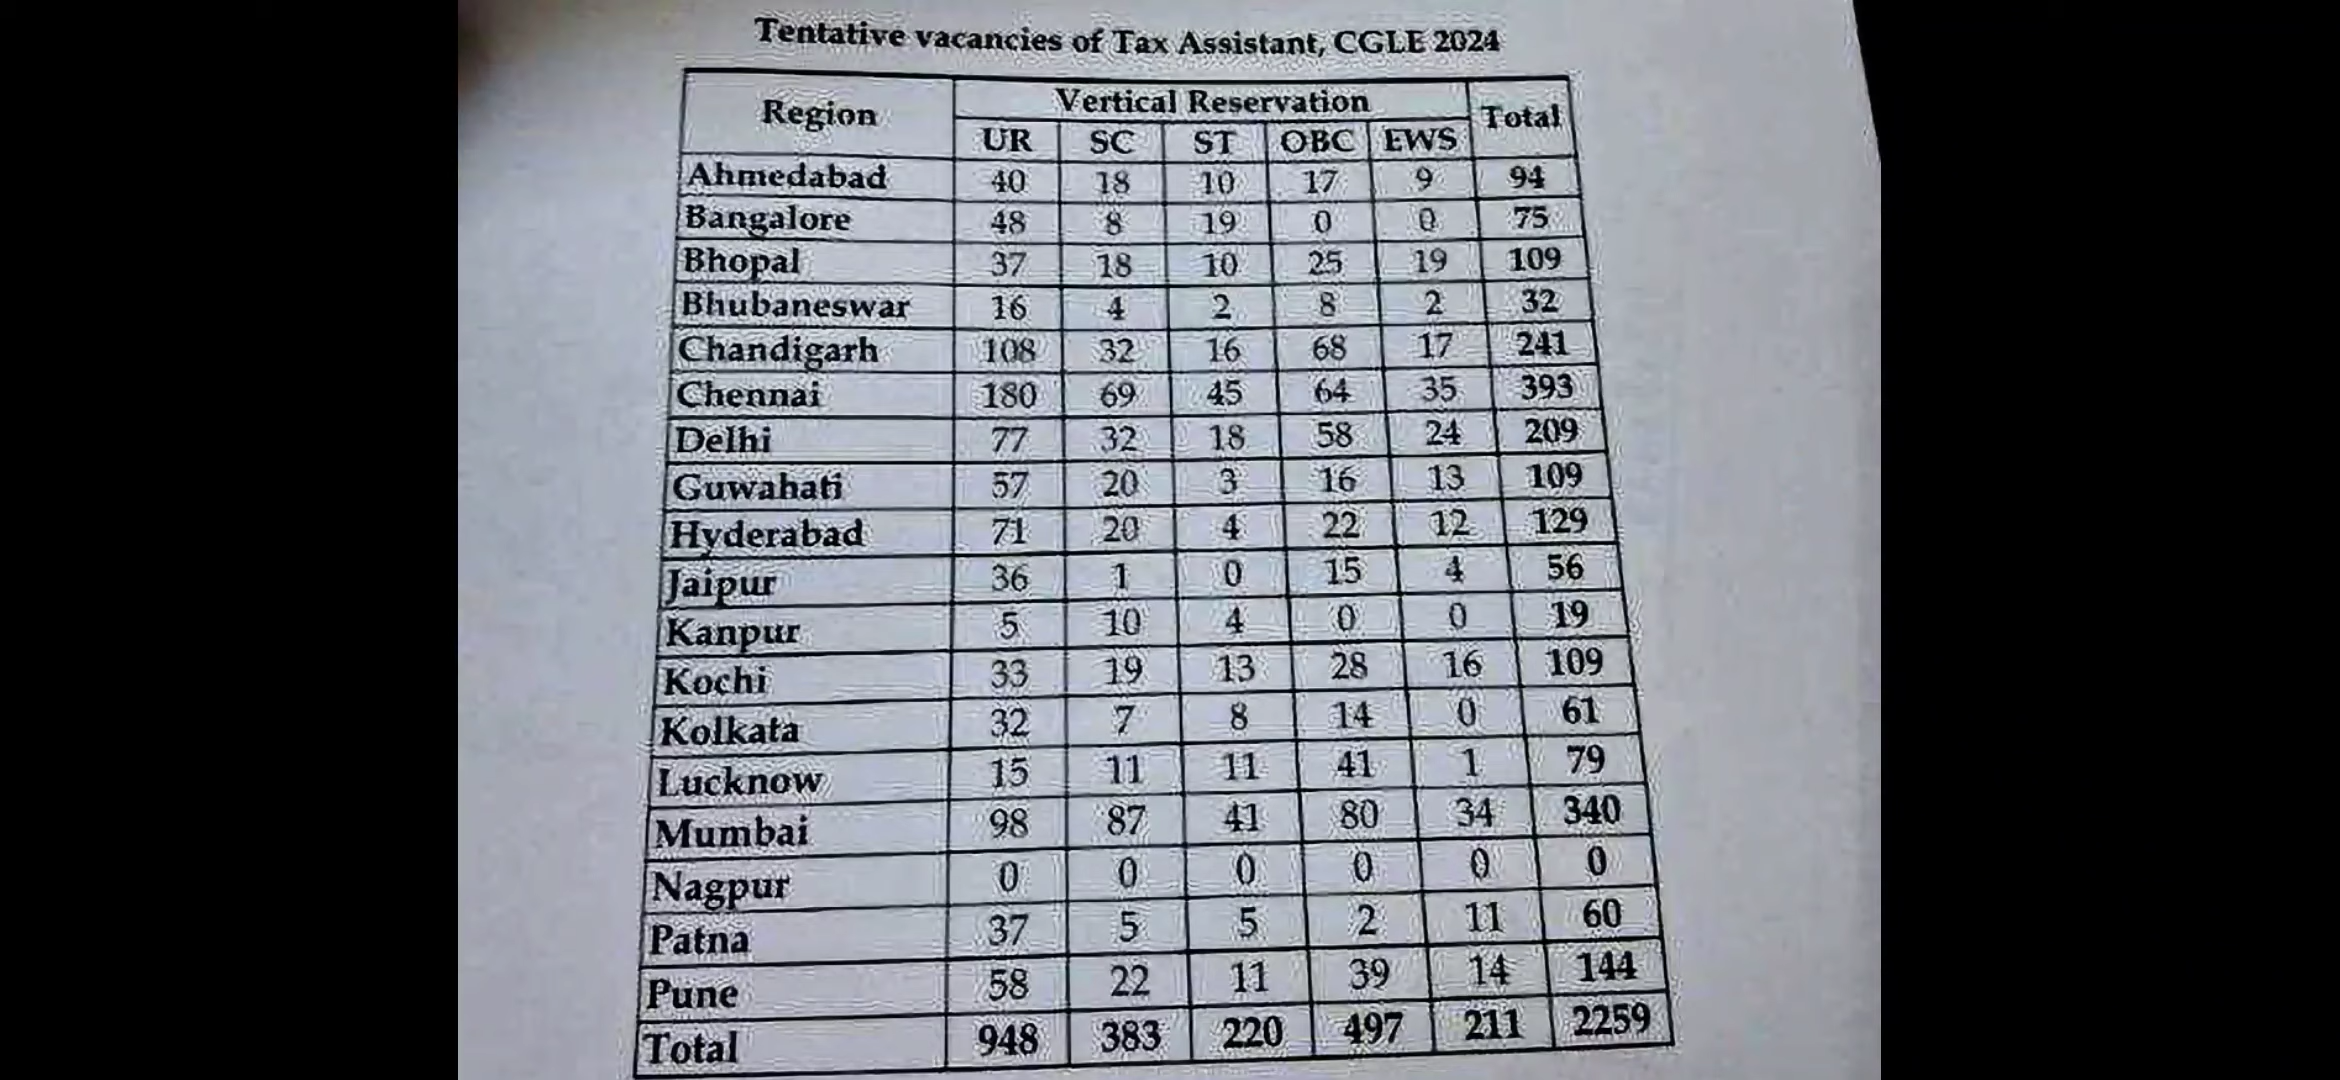 Tentative vacancies of Tax Assistant, CGLE 2024
Region Vertical Reservation Total
UR SC ST OBC EWS
Ahmedabad 40 18 10 17 9 94
Bangalore 48 8 19 0 0 75
Bhopal 37 18 10 25 19 109
Bhubaneswar 16 4 2 8 2 32
Chandigarh 108 32 16 68 17 241
Chennai 180 69 45 64 35 393
Delhi 77 32 18 58 24 209
Guwahati 57 20 3 16 13 109
Hyderabad 71 20 4 22 12 129
Jaipur 36 1 0 15 4 56
Kanpur 5 10 4 0 0 19
Kochi 33 19 13 28 16 109
Kolkata 32 7 8 14 0 61
Lucknow 15 11 11 41 1 79
Mumbai 98 87 41 80 34 340
Nagpur 0 0 0 0 0 0
Patna 37 5 5 2 11 60
Pune 58 22 11 39 14 144
Total 948 383 220 497 211 2259